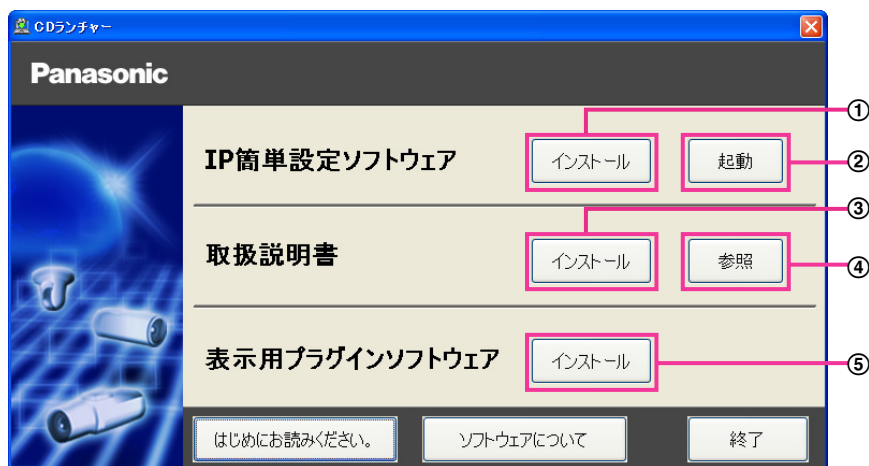 CDランチャー
Panasonic
①
IP簡単設定ソフトウェア インストール 起動 ②
③
取扱説明書 インストール 参照 ④
表示用プラグインソフトウェア インストール ⑤
はじめにお読みください。 ソフトウェアについて 終了